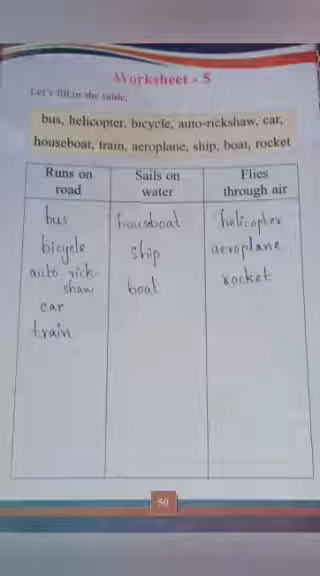 Worksheet - 5
Let's fill in the table.
bus, helicopter, bicycle, auto-rickshaw, car,
houseboat, train, aeroplane, ship, boat, rocket
Runs on road
Sails on water
Flies through air
bus
houseboat
helicopter
bicycle
ship
aeroplane
auto rick-
shaw
boat
rocket
car
train
50